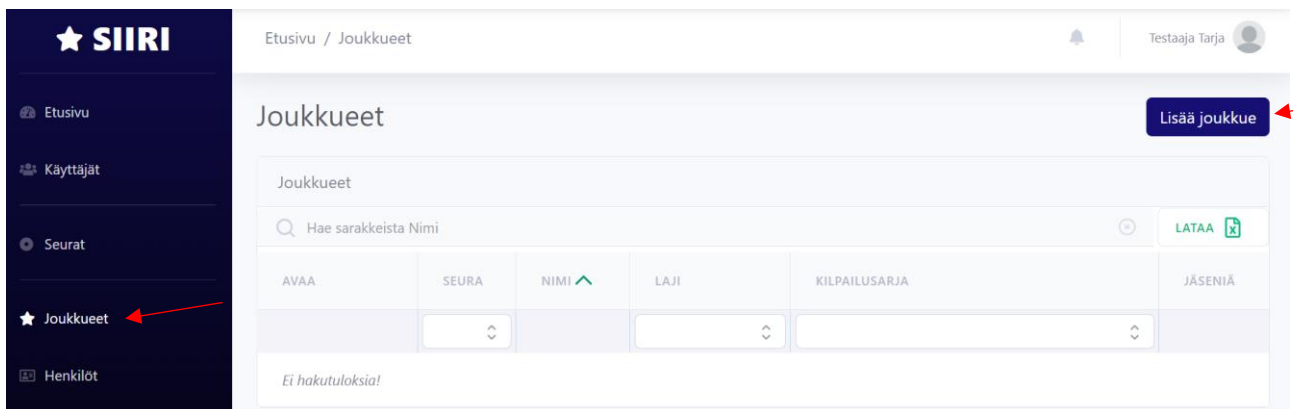 SIIRI
Etusivu / Joukkueet
Testaaja Tarja
Etusivu
Käyttäjät
Seurat
Joukkueet
Henkilöt
Joukkueet
Lisää joukkue
Joukkueet
Hae sarakkeista Nimi
LATAA
AVAA SEURA NIMI LAJI KILPAILUSARJA JÄSENIÄ
Ei hakutuloksia!